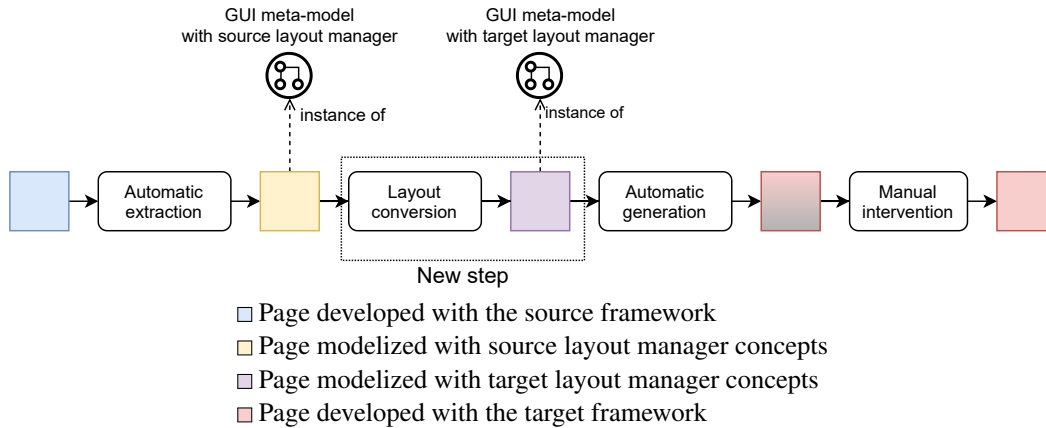 GUI meta-model
with source layout manager
GUI meta-model
with target layout manager
instance of
instance of
Automatic
extraction
Layout
conversion
Automatic
generation
Manual
intervention
New step
Page developed with the source framework
Page modelized with source layout manager concepts
Page modelized with target layout manager concepts
Page developed with the target framework